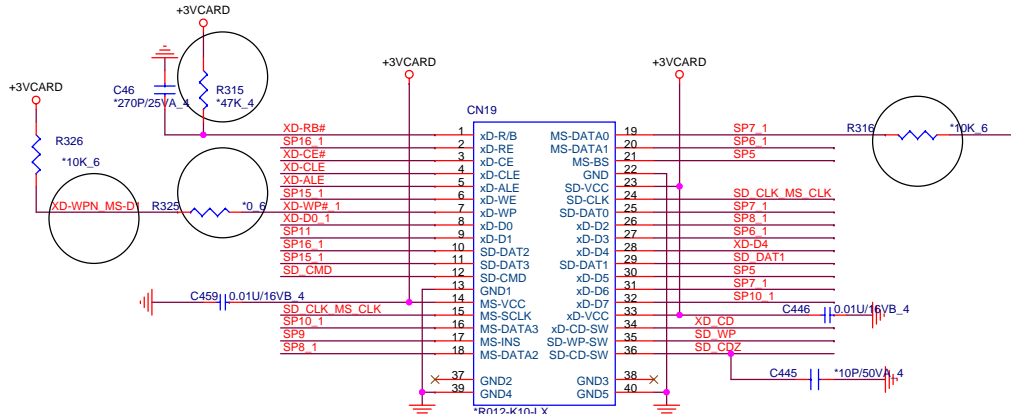 +3VCARD
+3VCARD
+3VCARD
+3VCARD
C46
*270P/25VA_4
R315
*47K_4
R326
*10K_6
CN19
R316
*10K_6
XD-RB# 1 xD-R/B MS-DATA0 19 SP7_1
SP16_1 2 xD-RE MS-DATA1 20 SP6_1
XD-CE# 3 xD-CE MS-BS 21 SP5
XD-CLE 4 xD-CLE GND 22
XD-ALE 5 xD-ALE SD-VCC 23
SP15_1 6 xD-WE SD-CLK 24 SD_CLK_MS_CLK
XD-WPN_MS-D1 R325 *0_6 XD-WP#_1 7 xD-WP SD-DAT0 25 SP7_1
XD-D0_1 8 xD-D0 xD-D2 26 SP8_1
SP11 9 xD-D1 xD-D3 27 SP6_1
SP16_1 10 SD-DAT2 xD-D4 28 XD-D4
SP15_1 11 SD-DAT3 SD-DAT1 29 SD_DAT1
SD_CMD 12 SD-CMD xD-D5 30 SP5
13 GND1 xD-D6 31 SP7_1
C459 0.01U/16VB_4 14 MS-VCC xD-D7 32 SP10_1
SD_CLK_MS_CLK 15 MS-SCLK xD-VCC 33 C446 0.01U/16VB_4
SP10_1 16 MS-DATA3 xD-CD-SW 34 XD_CD
SP9 17 MS-INS SD-WP-SW 35 SD_WP
SP8_1 18 MS-DATA2 SD-CD-SW 36 SD_CDZ
37 GND2 GND3 38 C445 *10P/50VA_4
39 GND4 GND5 40
*R012-K10-LX